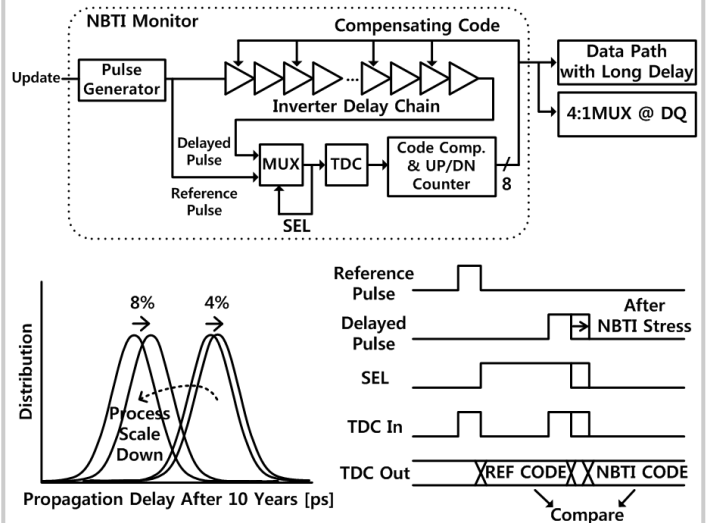 NBTI Monitor
Compensating Code
Update
Pulse
Generator
...
Inverter Delay Chain
Data Path
with Long Delay
4:1MUX @ DQ
Delayed
Pulse
Reference
Pulse
MUX
SEL
TDC
Code Comp.
& UP/DN
Counter
8
8%
4%
Process
Scale
Down
Distribution
Propagation Delay After 10 Years [ps]
Reference
Pulse
Delayed
Pulse
After
NBTI Stress
SEL
TDC In
TDC Out
REF CODE
NBTI CODE
Compare